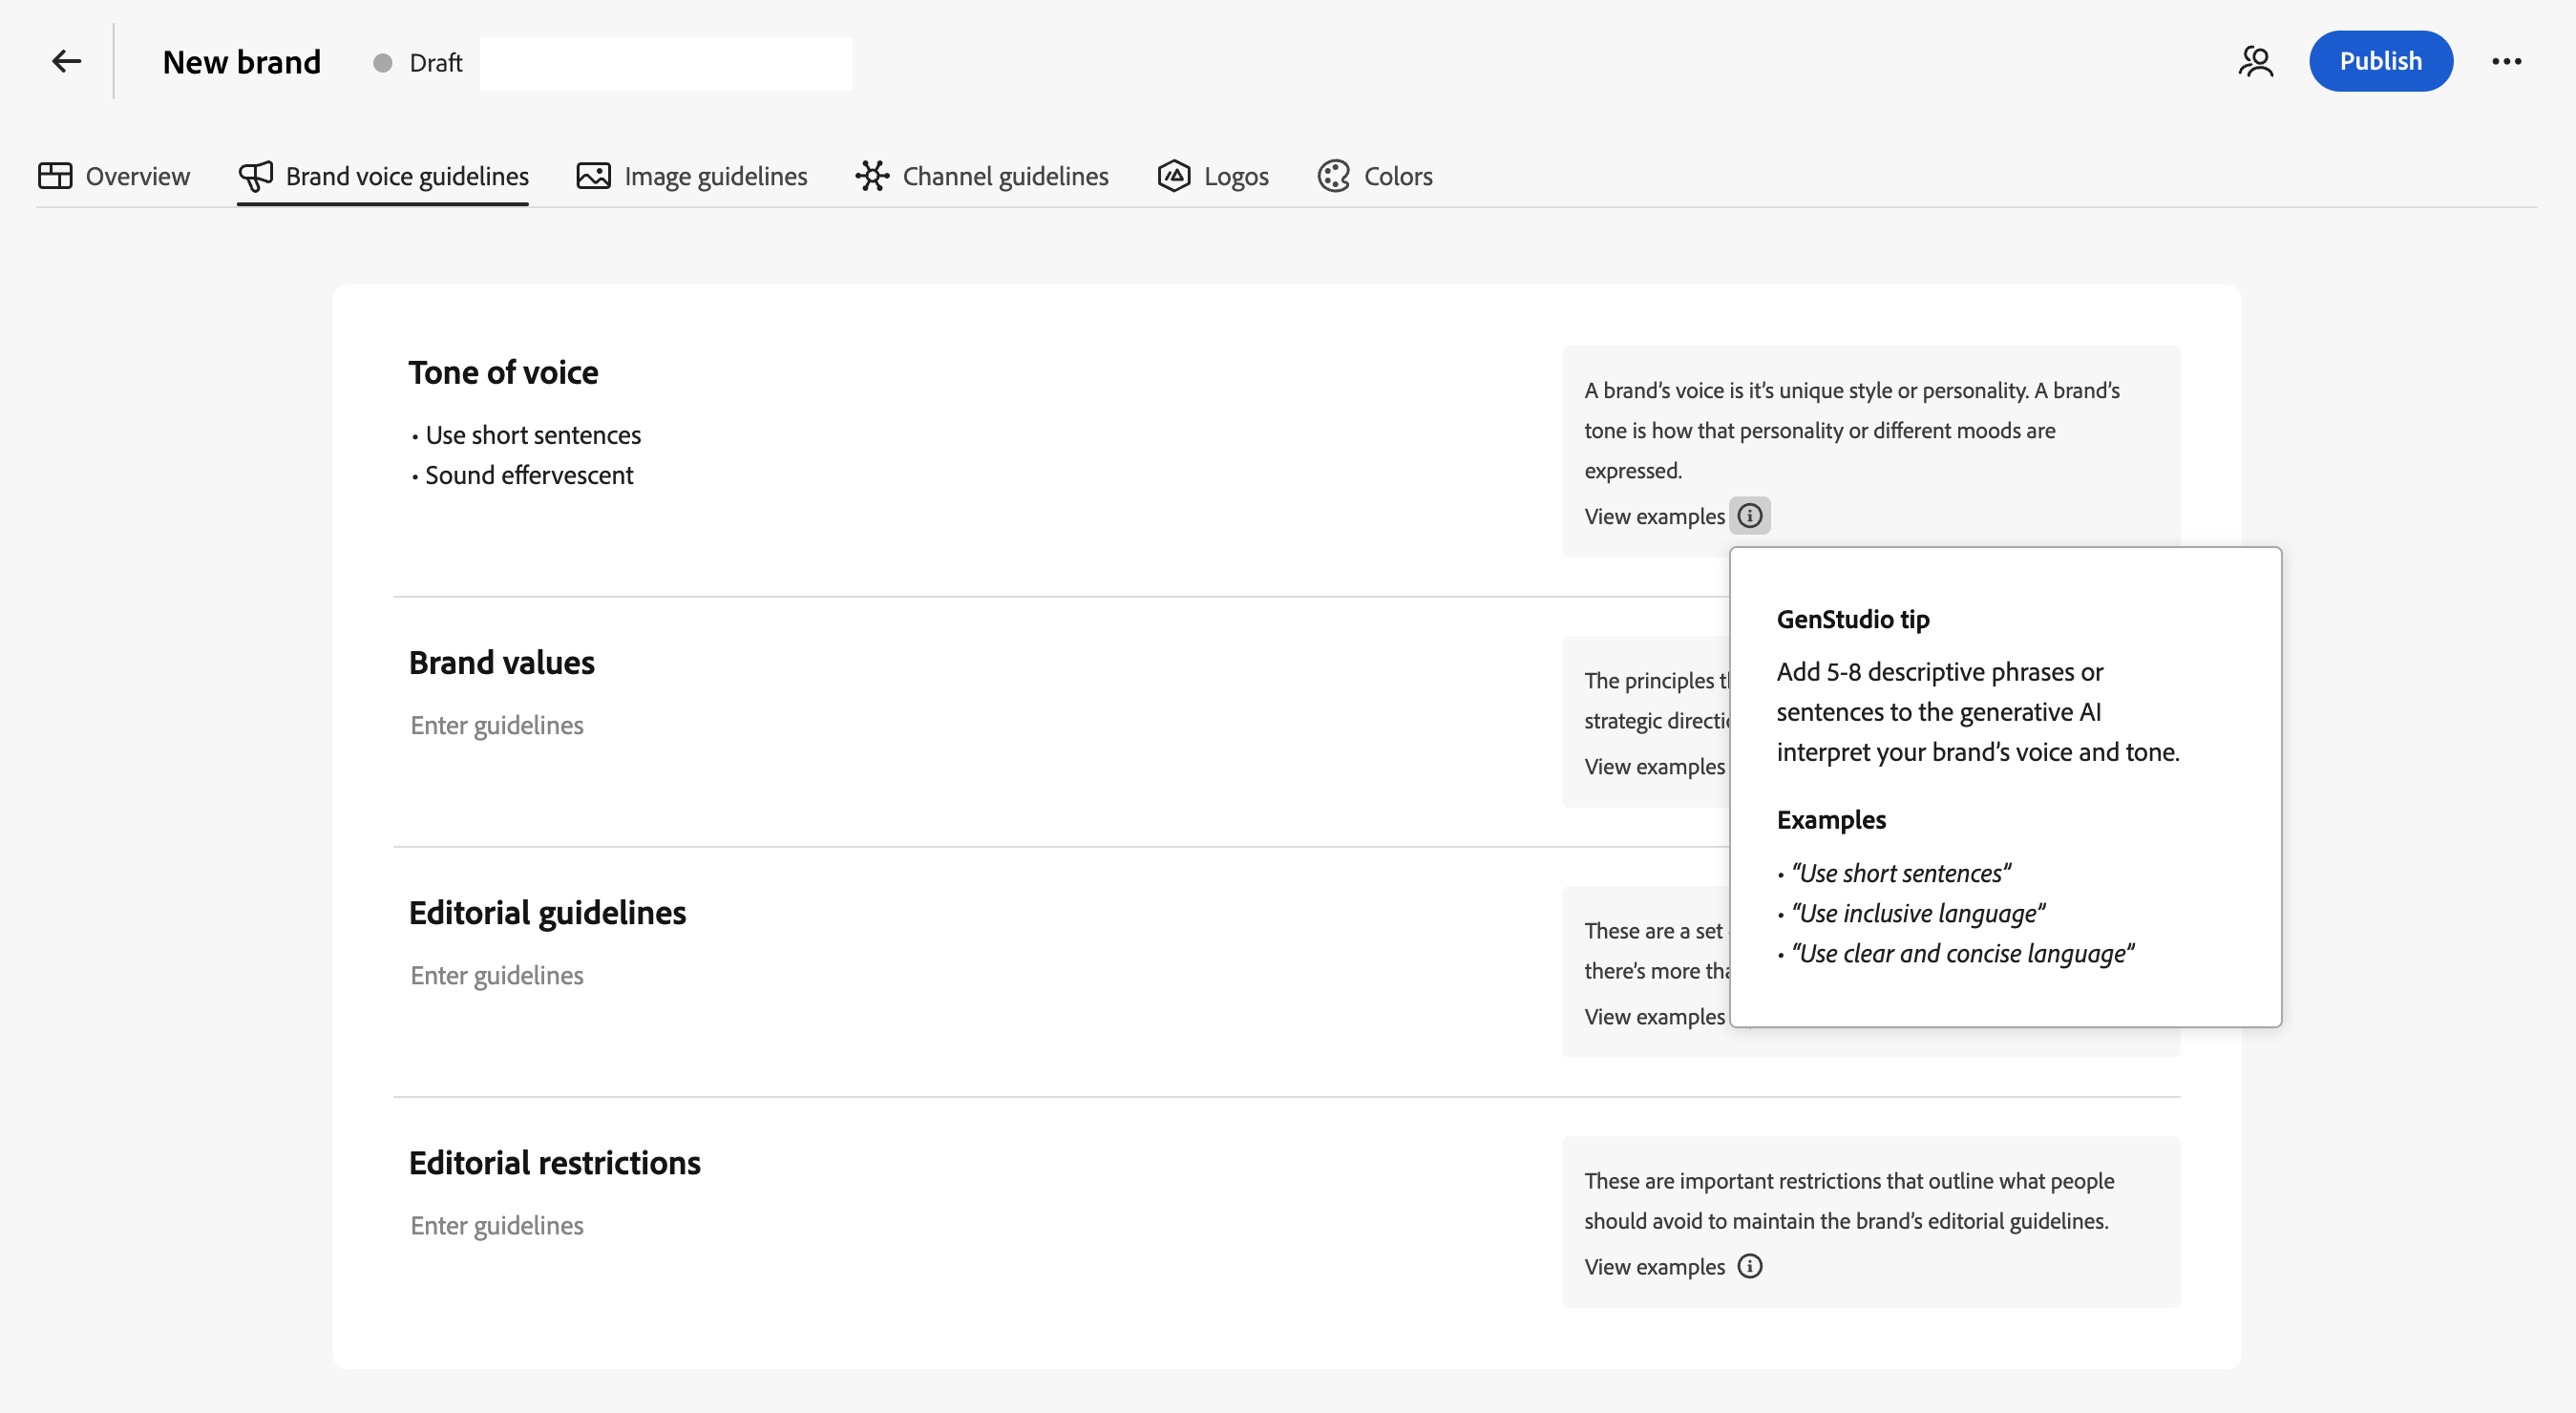 New brand
Draft
Publish
Overview
Brand voice guidelines
Image guidelines
Channel guidelines
Logos
Colors
Tone of voice
• Use short sentences
• Sound effervescent
A brand’s voice is it’s unique style or personality. A brand’s
tone is how that personality or different moods are
expressed.
View examples
GenStudio tip
Add 5-8 descriptive phrases or
sentences to the generative AI
interpret your brand’s voice and tone.
Examples
• “Use short sentences”
• “Use inclusive language”
• “Use clear and concise language”
Brand values
Enter guidelines
The principles
strategic
View examples
Editorial guidelines
Enter guidelines
These are a set
there’s more
View examples
Editorial restrictions
Enter guidelines
These are important restrictions that outline what people
should avoid to maintain the brand’s editorial guidelines.
View examples